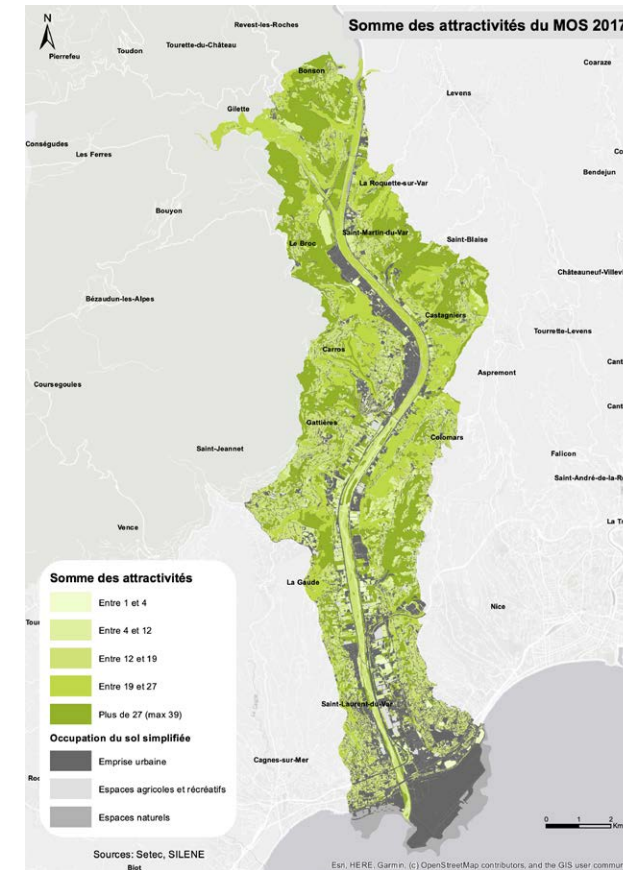 Somme des attractivités du MOS 2017
N
Revest-les-Roches
Pierrefeu
Toudon
Tourette-du-Château
Bonson
Coaraze
Levens
Gilette
Conségudes
Les Ferres
Bendejun
La Roquette-sur-Var
Bouyon
Saint-Martin-du-Var
Saint-Blaise
Le Broc
Châteauneuf-Villevi
Bézaudun-les-Alpes
Castagniers
Tourrette-Levens
Carros
Aspremont
Cant
Coursegoules
Cant
Gattières
Colomars
Saint-Jeannet
Falicon
Saint-André-de-la-R
Vence
La T
La Gaude
Nice
Saint-Laurent-du-Var
Cagnes-sur-Mer
Somme des attractivités
Entre 1 et 4
Entre 4 et 12
Entre 12 et 19
Entre 19 et 27
Plus de 27 (max 39)
Occupation du sol simplifiée
Emprise urbaine
Espaces agricoles et récréatifs
Espaces naturels
0 1 2
Km
Sources: Setec, SILENE
Biot
Esri, HERE, Garmin, (c) OpenStreetMap contributors, and the GIS user commun